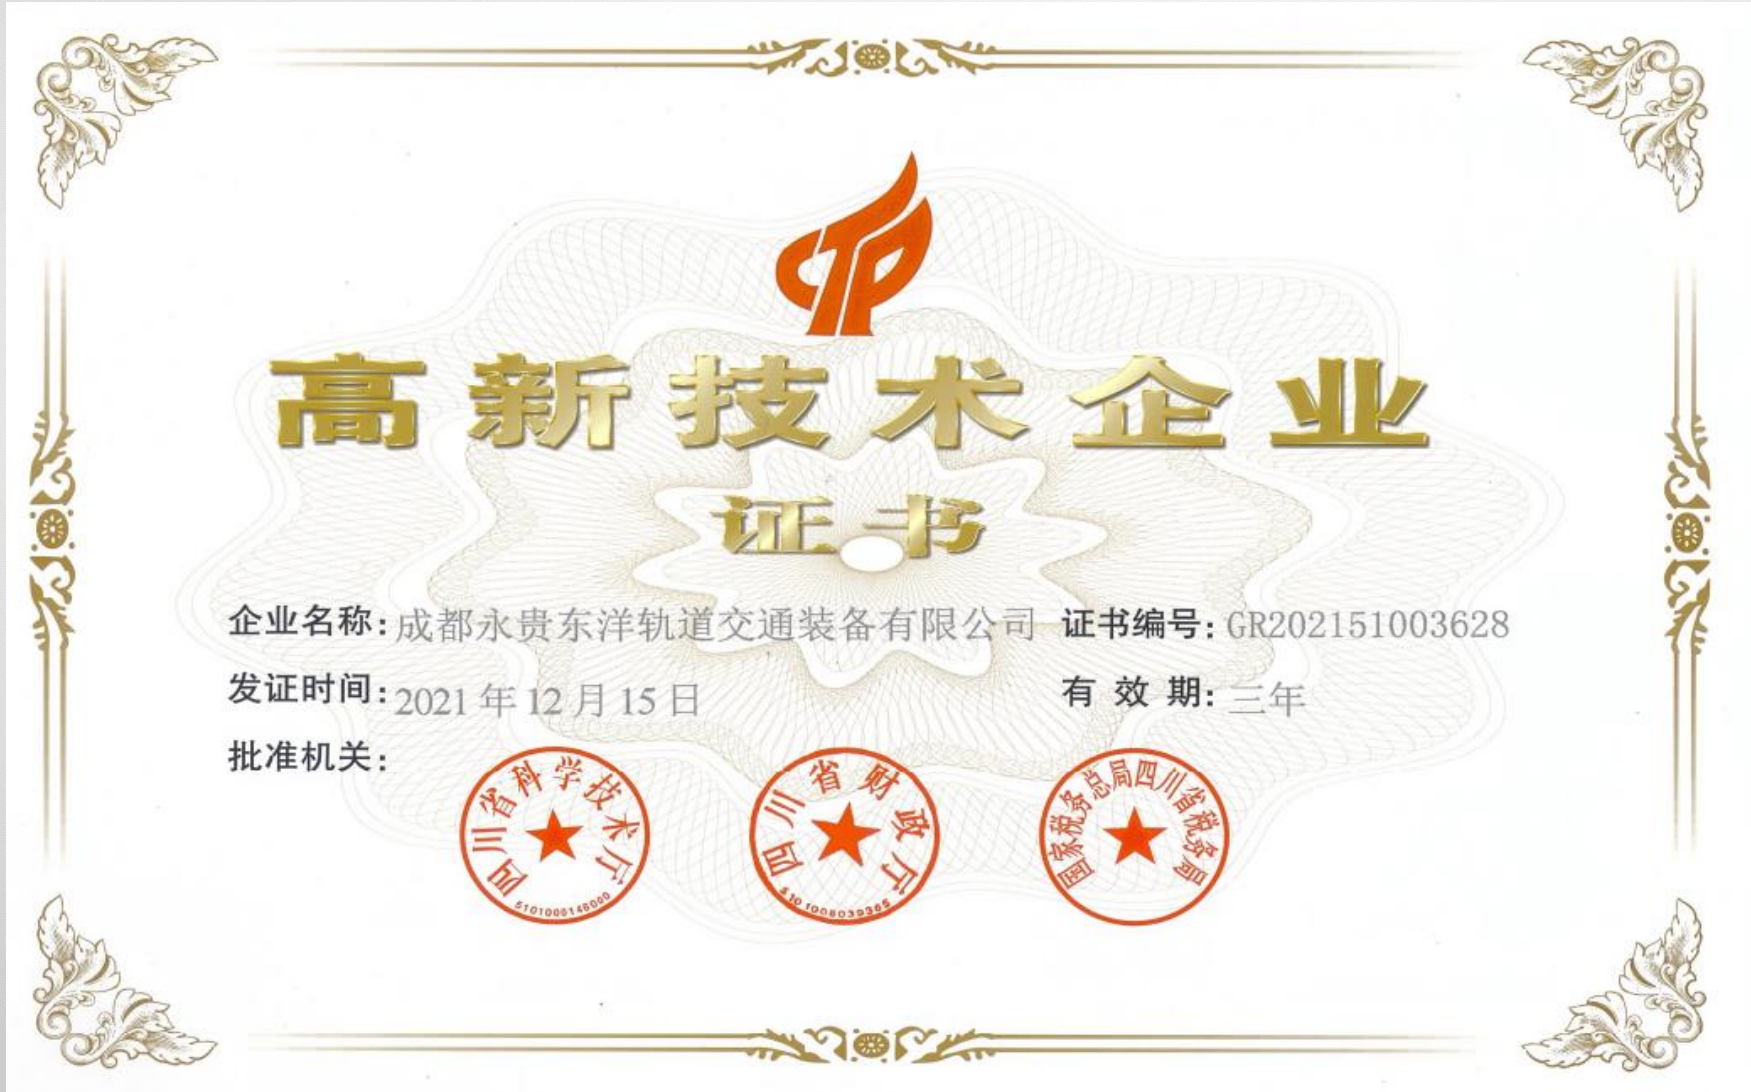 高新技术企业
证书
企业名称：成都永贵东洋轨道交通装备有限公司 证书编号：GR202151003628
发证时间：2021年12月15日 有效期：三年
批准机关：
四川省科学技术厅
5101000146000
四川省财政厅
5101008039365
国家税务总局四川省税务局